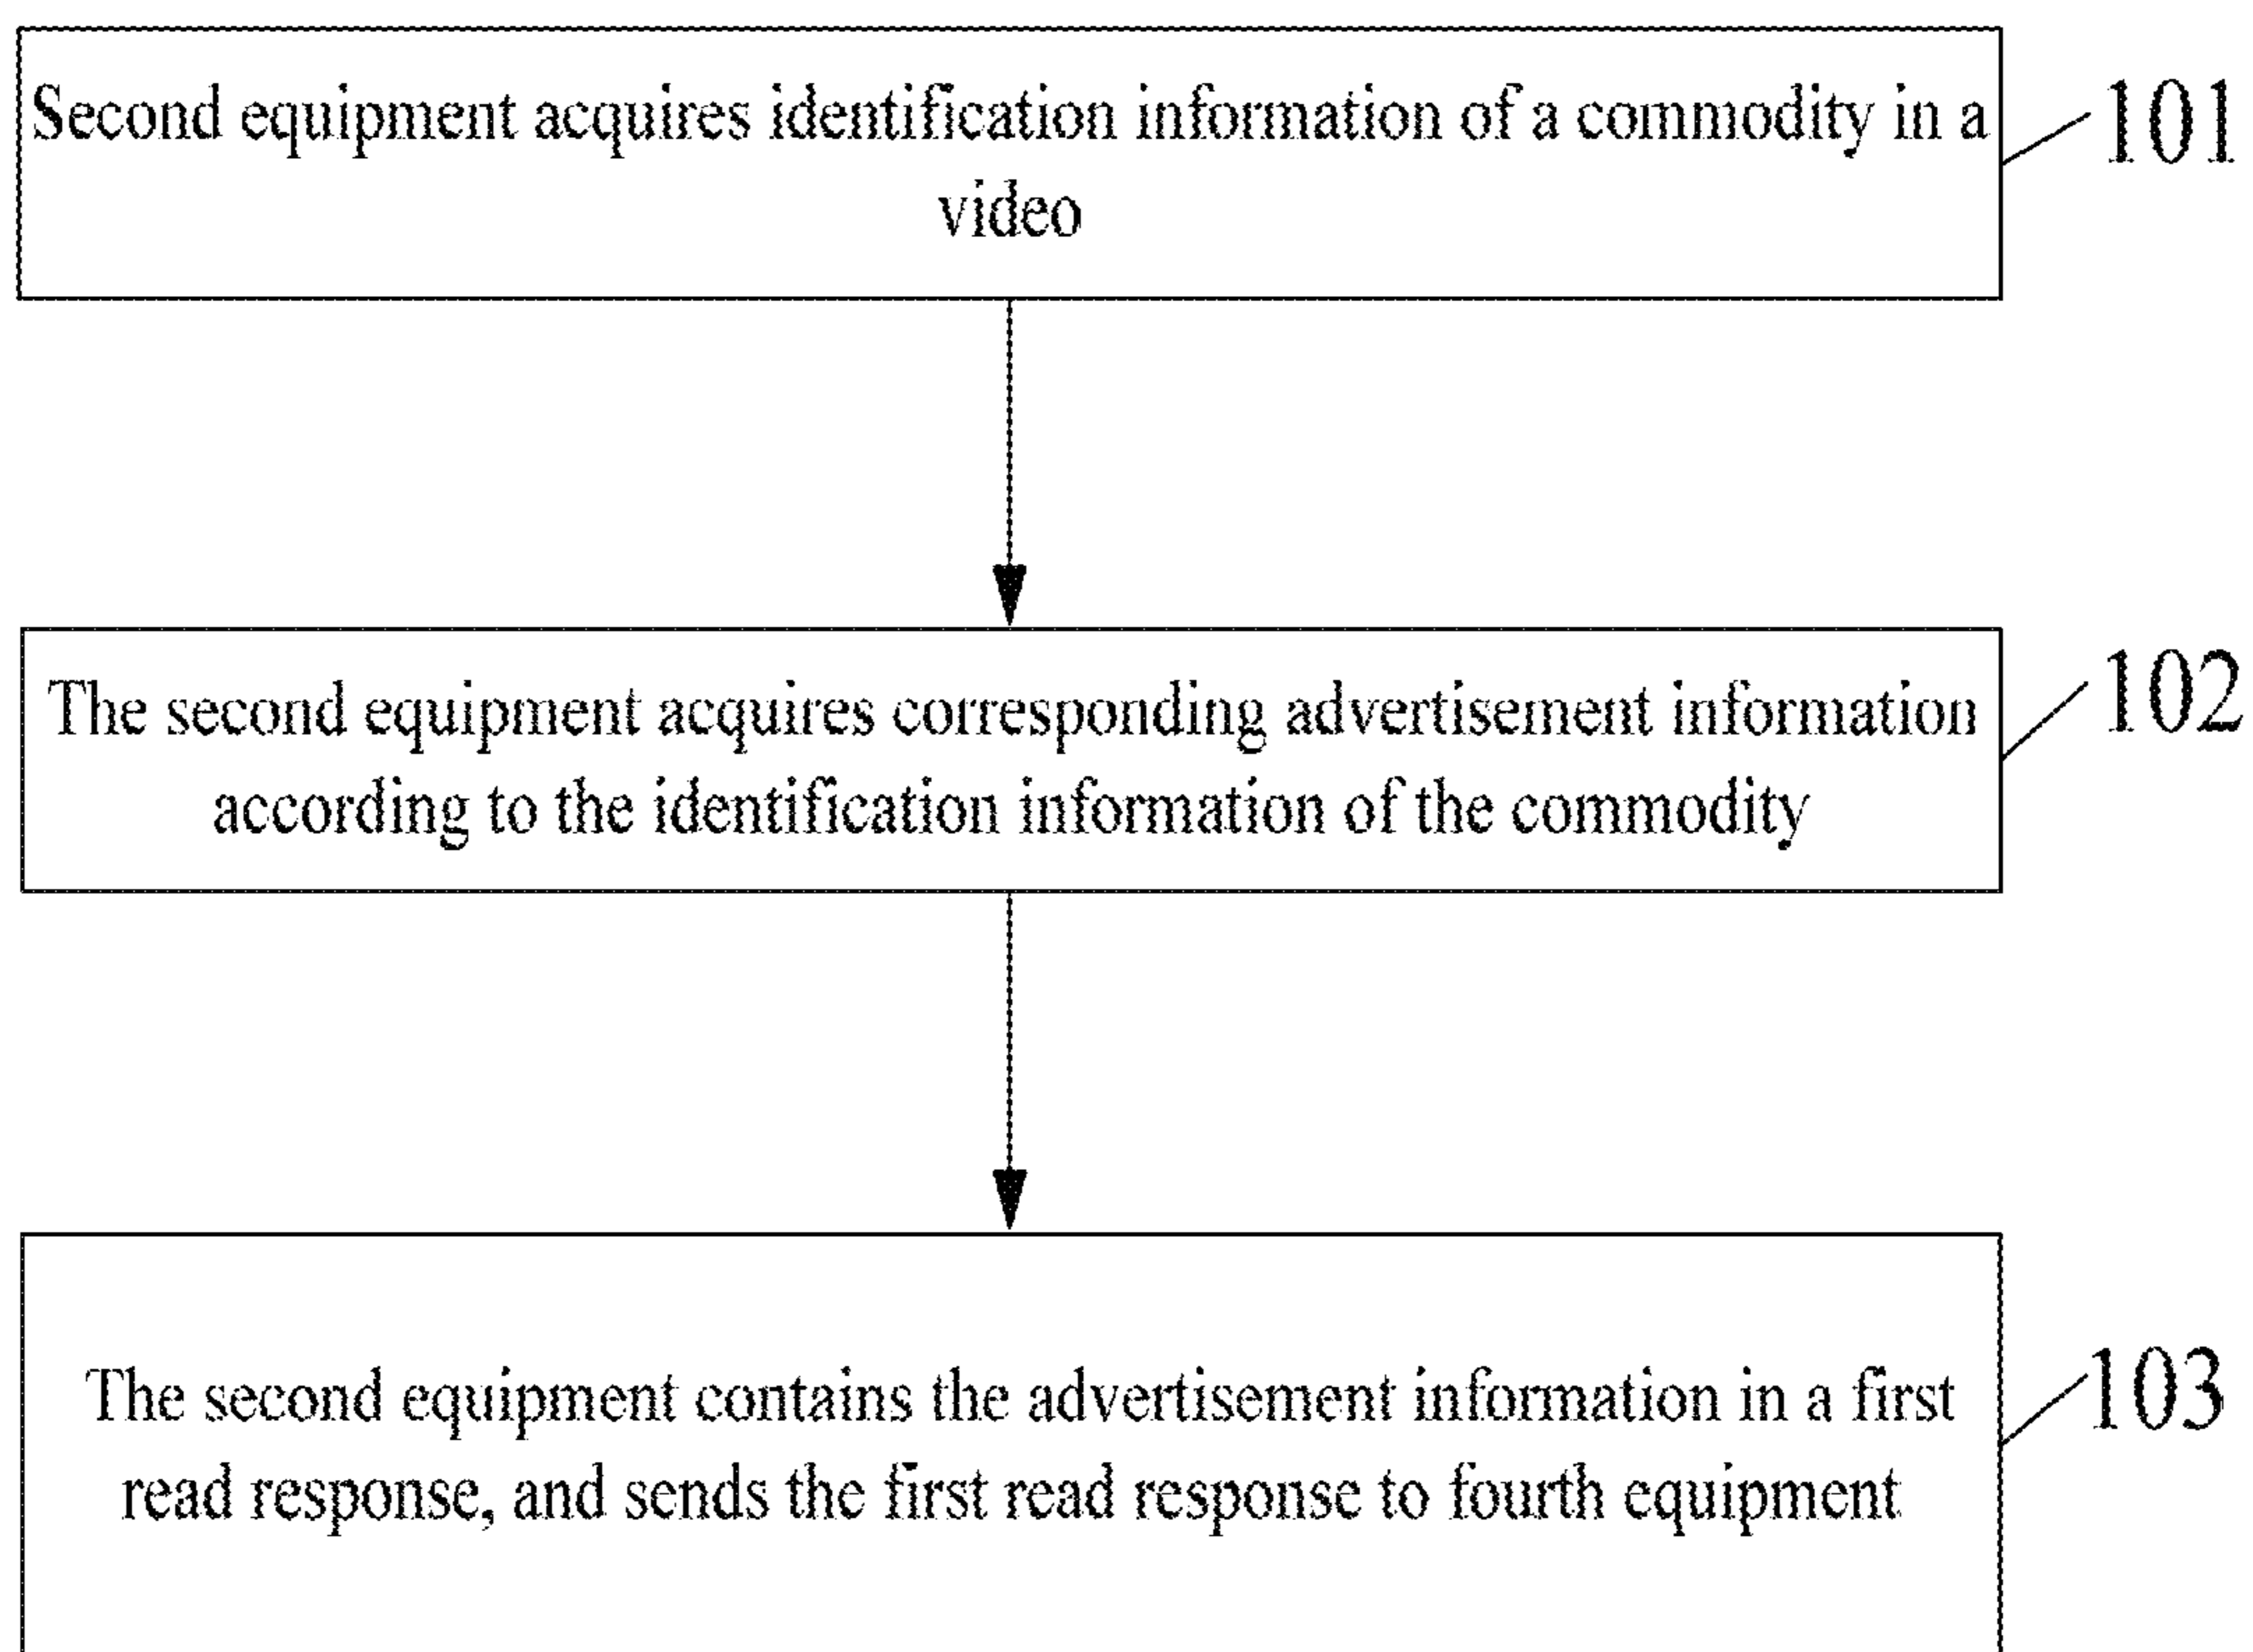 Second equipment acquires identification information of a commodity in a
video
101
The second equipment acquires corresponding advertisement information
according to the identification information of the commodity
102
The second equipment contains the advertisement information in a first
read response, and sends the first read response to fourth equipment
103